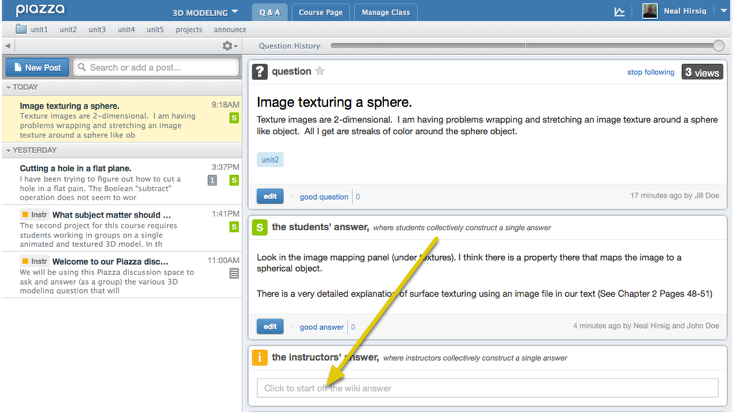 piazza 3D MODELING Q & A Course Page Manage Class Neal Hirsig
unit1 unit2 unit3 unit4 unit5 projects announce
Question History:
New Post Search or add a post...
TODAY
Image texturing a sphere. 9:18AM
Texture images are 2-dimensional. I am having
problems wrapping and stretching an image
texture around a sphere like ob
S
YESTERDAY
Cutting a hole in a flat plane. 3:37PM
I have been trying to figure out how to cut a
hole in a flat pain. The Boolean "subtract"
operation does not seem to wor
1 S
Instr What subject matter should ... 1:41PM
The second project for this course requires
students working in groups on a single
animated and textured 3D model. In th
S
Instr Welcome to our Piazza disc... 11:00AM
We will be using this Piazza discussion space to
ask and answer (as a group) the various 3D
modeling question that will
? question stop following 3 views
Image texturing a sphere.
Texture images are 2-dimensional. I am having problems wrapping and stretching an image texture around a sphere
like object. All I get are streaks of color around the sphere object.
unit2
edit · good question 0 17 minutes ago by Jill Doe
S the students' answer, where students collectively construct a single answer
Look in the image mapping panel (under textures). I think there is a property there that maps the image to a
spherical object.
There is a very detailed explanation of surface texturing using an image file in our text (See Chapter 2 Pages 48-51)
edit · good answer 0 4 minutes ago by Neal Hirsig and John Doe
i the instructors' answer, where instructors collectively construct a single answer
Click to start off the wiki answer